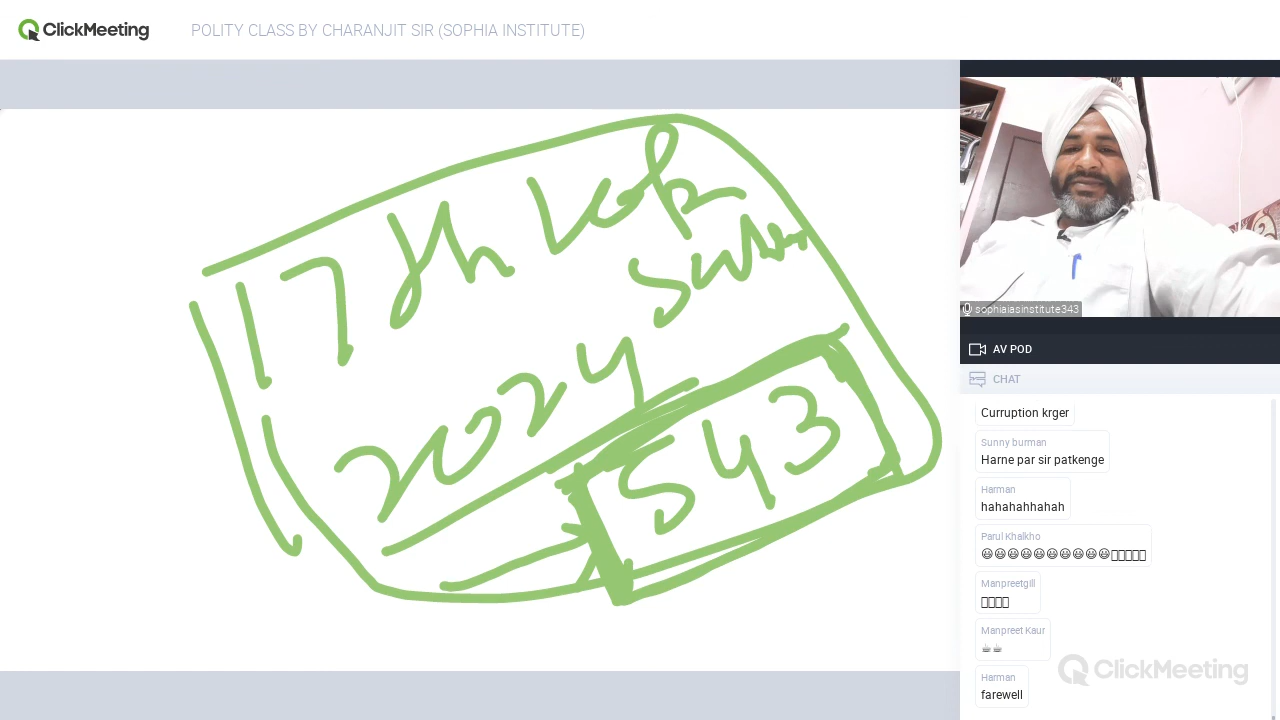 ClickMeeting
POLITY CLASS BY CHARANJIT SIR (SOPHIA INSTITUTE)
17th Lok
2024
543
sophiaiasinstitute343
AV POD
CHAT
Curruption krger
Sunny burman
Harne par sir patkenge
Harman
hahahahhahah
Parul Khalkho
😃😃😃😃😃😃😃😃😃😃
Manpreetgill
Manpreet Kaur
☕☕
Harman
farewell
ClickMeeting